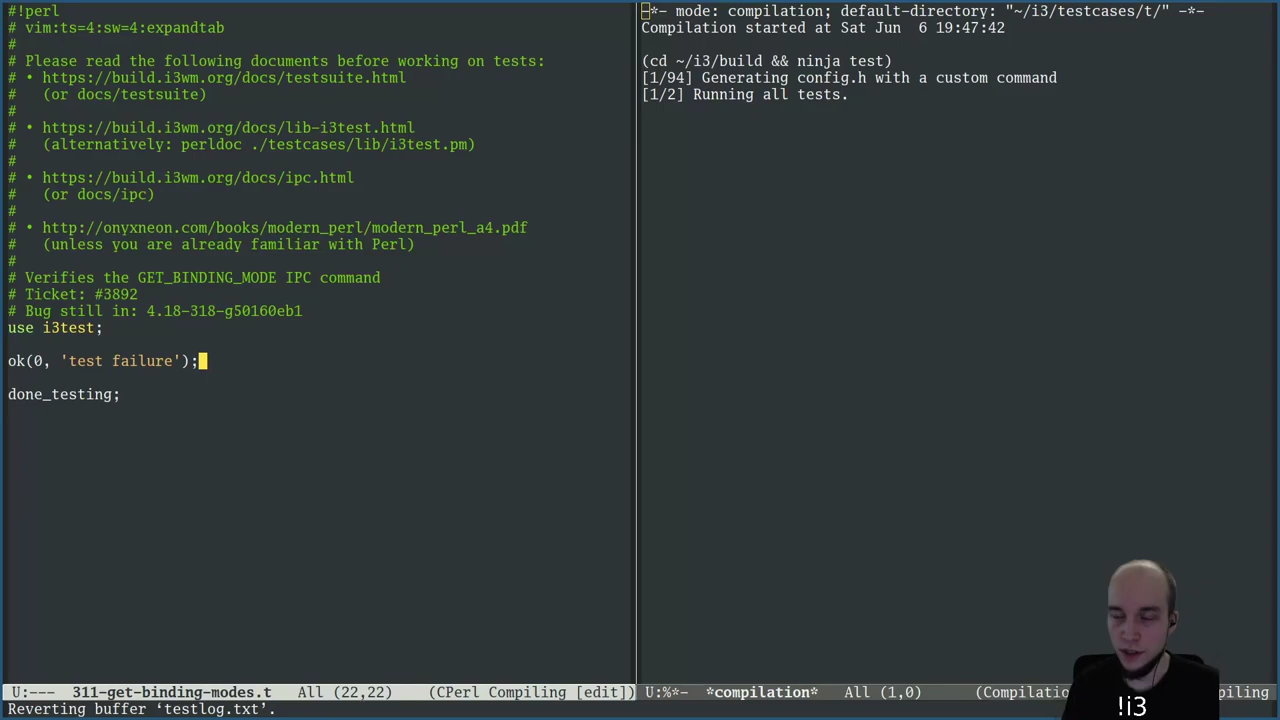 #!perl
# vim:ts=4:sw=4:expandtab
#
# Please read the following documents before working on tests:
# • https://build.i3wm.org/docs/testsuite.html
#   (or docs/testsuite)
#
# • https://build.i3wm.org/docs/lib-i3test.html
#   (alternatively: perldoc ./testcases/lib/i3test.pm)
#
# • https://build.i3wm.org/docs/ipc.html
#   (or docs/ipc)
#
# • http://onyxneon.com/books/modern_perl/modern_perl_a4.pdf
#   (unless you are already familiar with Perl)
#
# Verifies the GET_BINDING_MODE IPC command
# Ticket: #3892
# Bug still in: 4.18-318-g50160eb1
use i3test;
ok(0, 'test failure');
done_testing;
U:---  311-get-binding-modes.t   All (22,22)    (CPerl Compiling [edit])
-*- mode: compilation; default-directory: "~/i3/testcases/t/" -*-
Compilation started at Sat Jun  6 19:47:42
(cd ~/i3/build && ninja test)
[1/94] Generating config.h with a custom command
[1/2] Running all tests.
U:%*-  *compilation*   All (1,0)      (Compilatio piling
Reverting buffer ‘testlog.txt’.
!i3